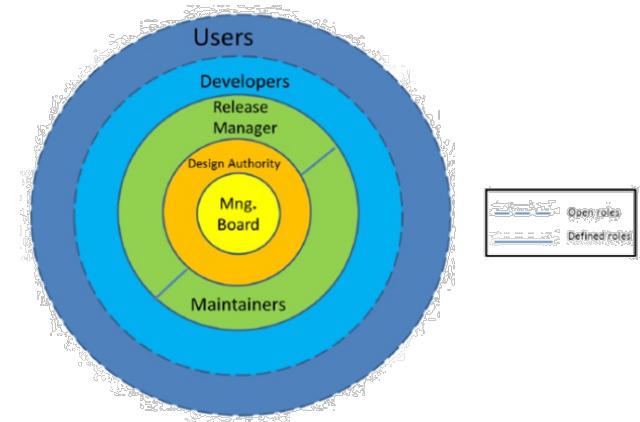 Users
Developers
Release
Manager
Design Authority
Mng.
Board
Maintainers
Open roles
Defined roles